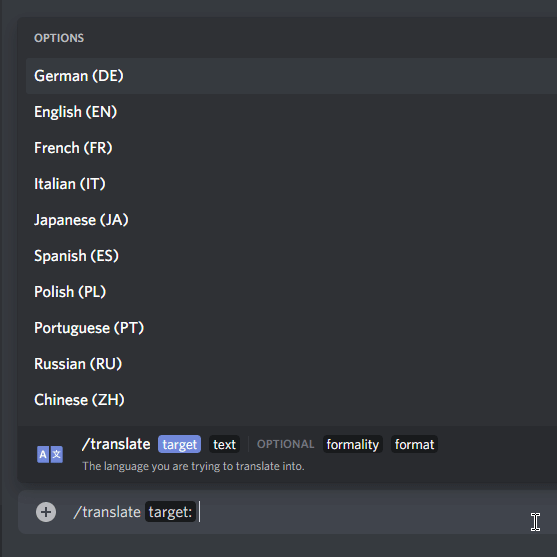 OPTIONS
German (DE)
English (EN)
French (FR)
Italian (IT)
Japanese (JA)
Spanish (ES)
Polish (PL)
Portuguese (PT)
Russian (RU)
Chinese (ZH)
A文 /translate target text OPTIONAL formality format
The language you are trying to translate into.
/translate target: